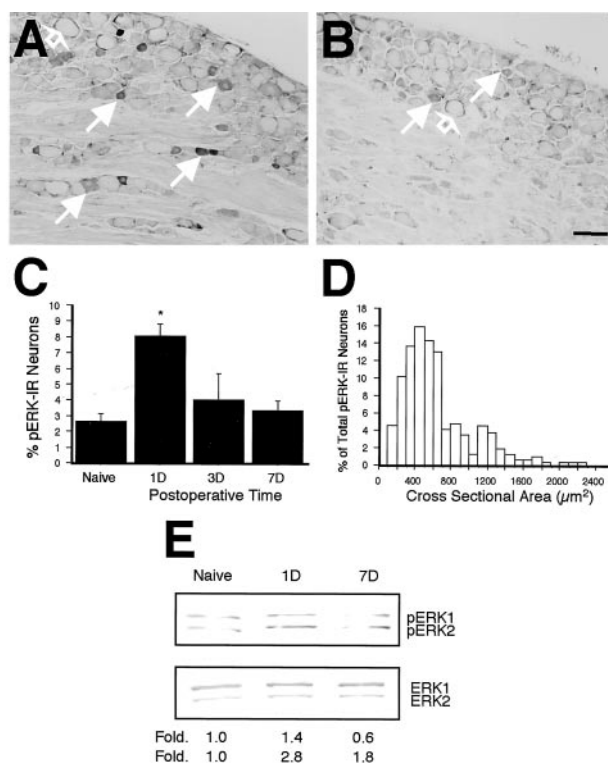 A
B
C
% pERK-IR Neurons
10
9
8
7
6
5
4
3
2
1
0
*
Naive 1D 3D 7D
Postoperative Time
D
% of Total pERK-IR Neurons
18
16
14
12
10
8
6
4
2
0
0 400 800 1200 1600 2000 2400
Cross Sectional Area (µm²)
E
Naive 1D 7D
pERK1
pERK2
ERK1
ERK2
Fold. 1.0 1.4 0.6
Fold. 1.0 2.8 1.8